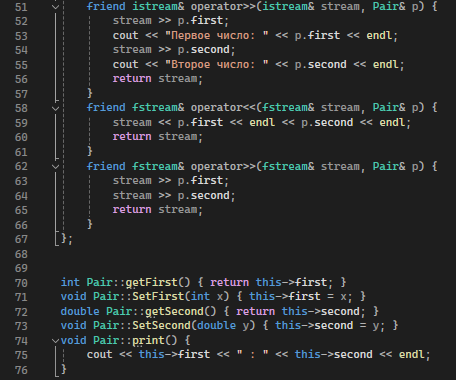 51 friend istream& operator>>(istream& stream, Pair& p) {
52 stream >> p.first;
53 cout << "Первое число: " << p.first << endl;
54 stream >> p.second;
55 cout << "Второе число: " << p.second << endl;
56 return stream;
57 }
58 friend fstream& operator<<(fstream& stream, Pair& p) {
59 stream << p.first << endl << p.second << endl;
60 return stream;
61 }
62 friend fstream& operator>>(fstream& stream, Pair& p) {
63 stream >> p.first;
64 stream >> p.second;
65 return stream;
66 }
67 };
68
69
70 int Pair::getFirst() { return this->first; }
71 void Pair::SetFirst(int x) { this->first = x; }
72 double Pair::getSecond() { return this->second; }
73 void Pair::SetSecond(double y) { this->second = y; }
74 void Pair::print() {
75 cout << this->first << " : " << this->second << endl;
76 }